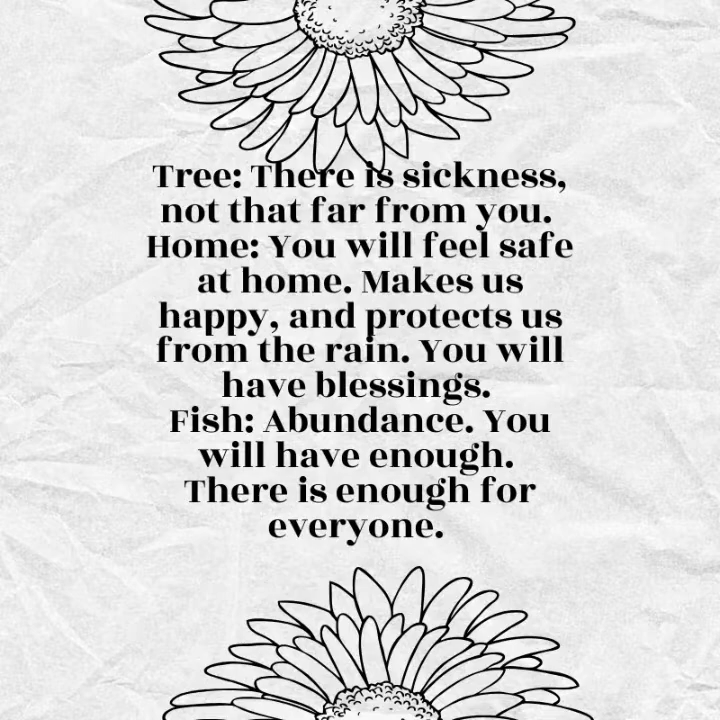 Tree: There is sickness,
not that far from you.
Home: You will feel safe
at home. Makes us
happy, and protects us
from the rain. You will
have blessings.
Fish: Abundance. You
will have enough.
There is enough for
everyone.